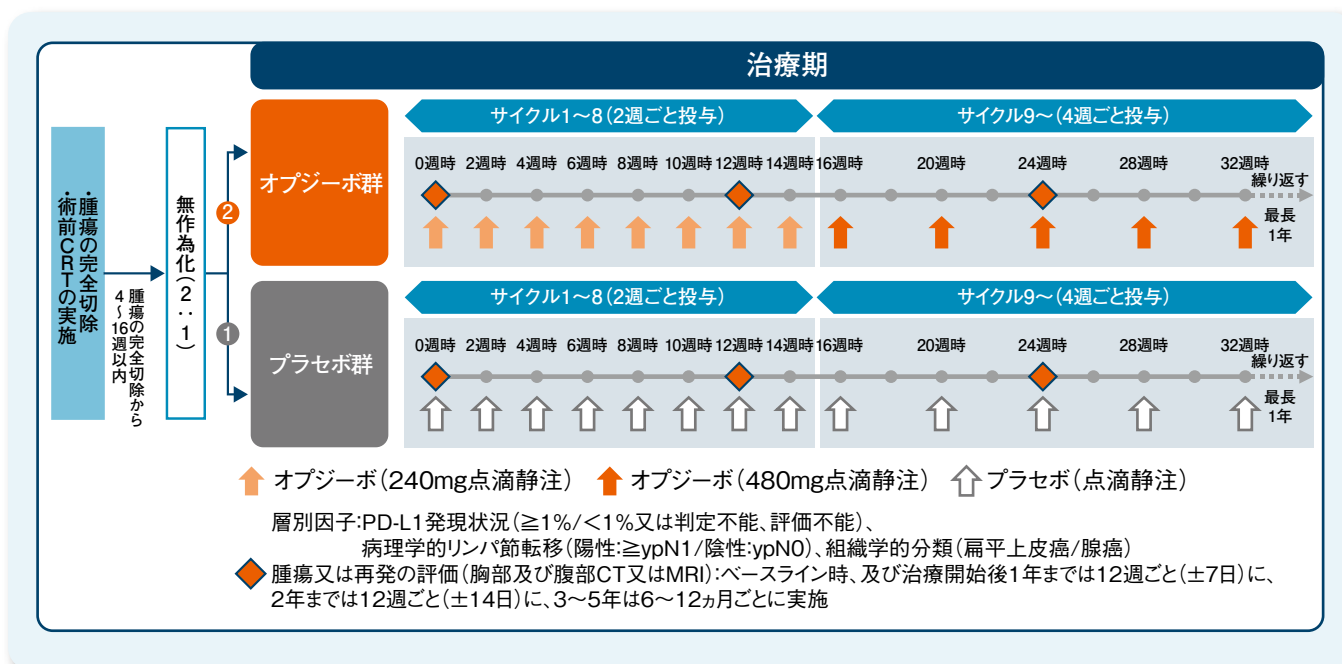 治療期
・腫瘍の完全切除
・術前CRTの実施
腫瘍の完全切除から
4～16週以内
無作為化(2：1)
2
1
オプジーボ群
サイクル1～8(2週ごと投与)
サイクル9～(4週ごと投与)
0週時 2週時 4週時 6週時 8週時 10週時 12週時 14週時 16週時 20週時 24週時 28週時 32週時
繰り返す
最長
1年
プラセボ群
サイクル1～8(2週ごと投与)
サイクル9～(4週ごと投与)
0週時 2週時 4週時 6週時 8週時 10週時 12週時 14週時 16週時 20週時 24週時 28週時 32週時
繰り返す
最長
1年
オプジーボ(240mg点滴静注) オプジーボ(480mg点滴静注) プラセボ(点滴静注)
層別因子:PD-L1発現状況(≧1%/<1%又は判定不能、評価不能)、
病理学的リンパ節転移(陽性:≧ypN1/陰性:ypN0)、組織学的分類(扁平上皮癌/腺癌)
腫瘍又は再発の評価(胸部及び腹部CT又はMRI):ベースライン時、及び治療開始後1年までは12週ごと(±7日)に、
2年までは12週ごと(±14日)に、3～5年は6～12ヵ月ごとに実施